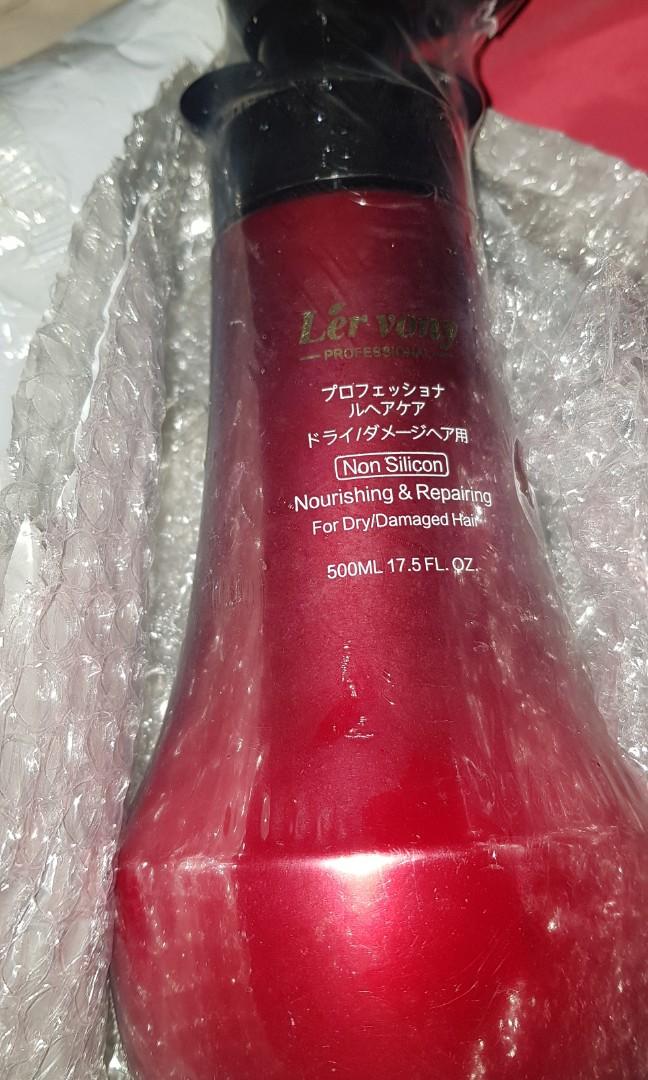 Lér vony
PROFESSIONAL
プロフェッショナ
ルヘアケア
ドライ/ダメージヘア用
Non Silicon
Nourishing & Repairing
For Dry/Damaged Hair
500ML 17.5 FL. OZ.